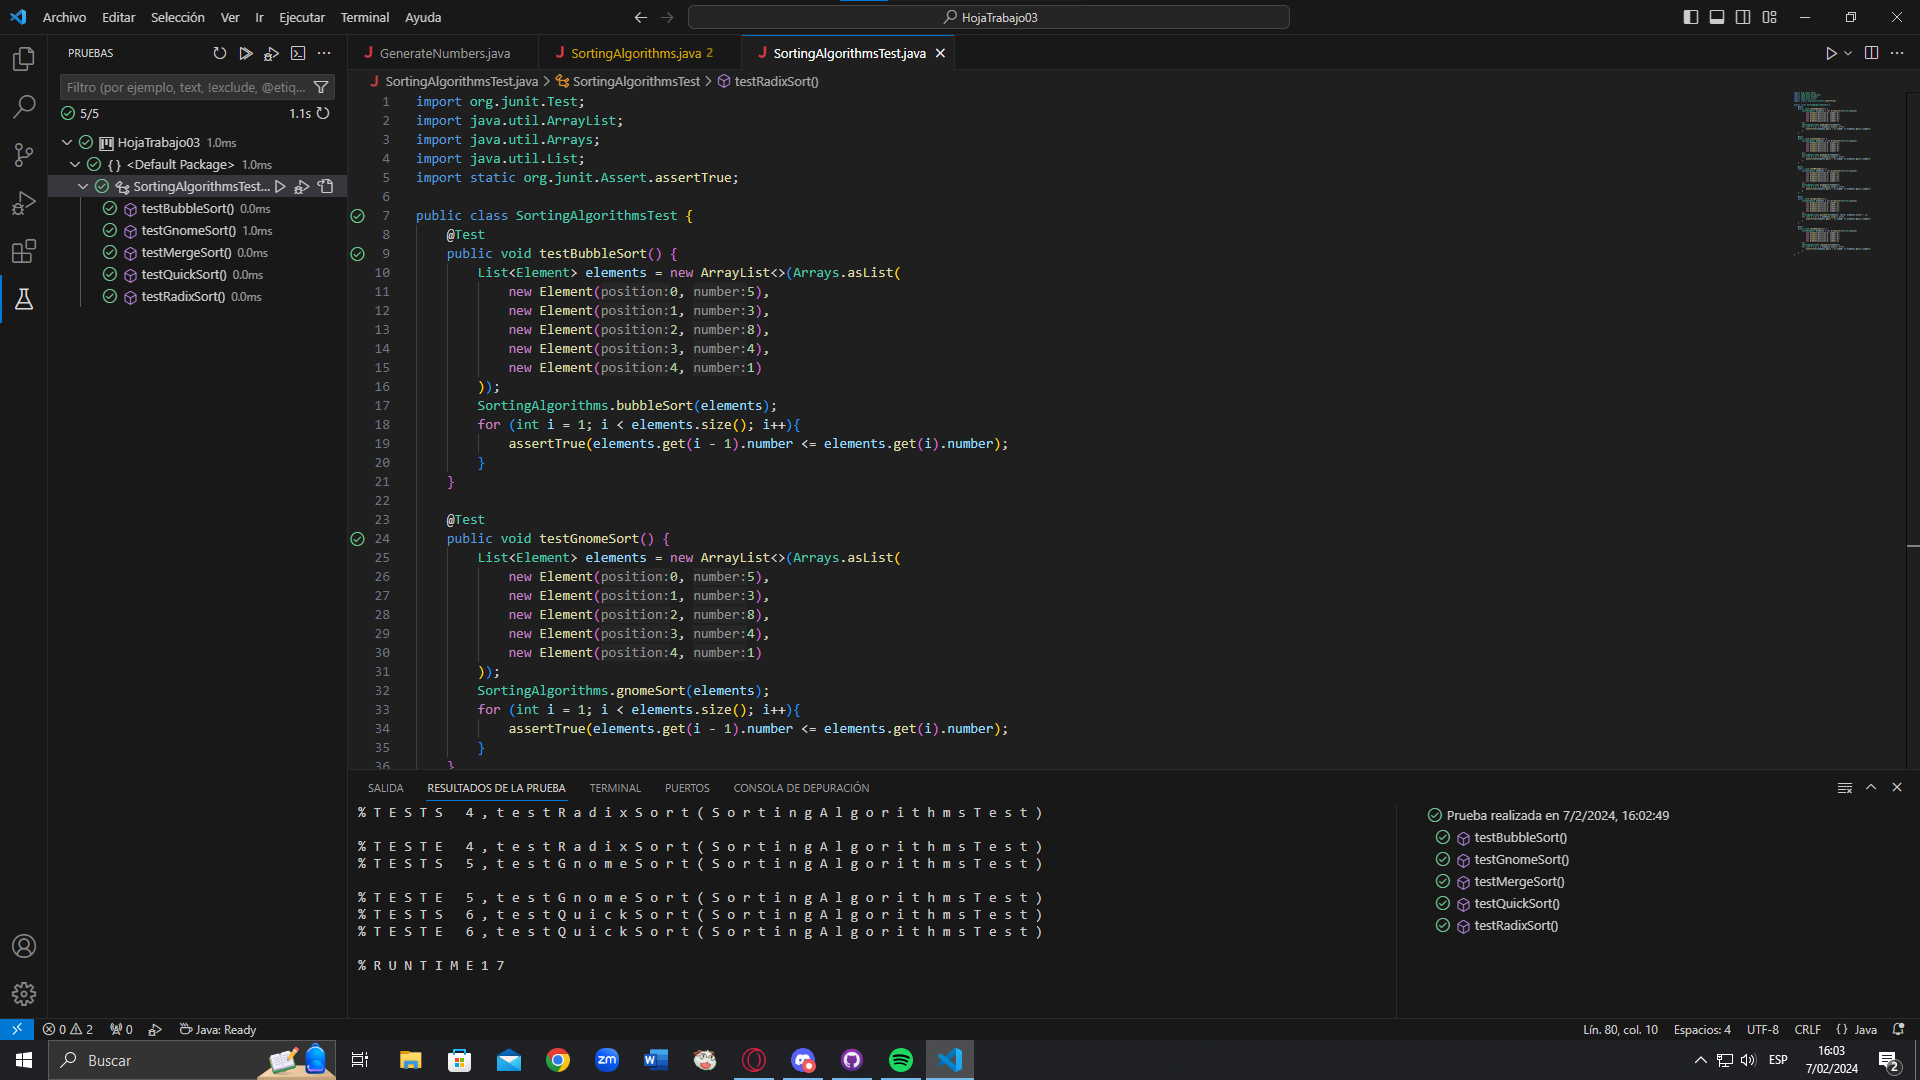 Archivo Editar Selección Ver Ir Ejecutar Terminal Ayuda
HojaTrabajo03
PRUEBAS
Filtro (por ejemplo, text, !exclude, @etiq...
5/5 1.1s
HojaTrabajo03 1.0ms
{ } <Default Package> 1.0ms
SortingAlgorithmsTest...
testBubbleSort() 0.0ms
testGnomeSort() 1.0ms
testMergeSort() 0.0ms
testQuickSort() 0.0ms
testRadixSort() 0.0ms
J GenerateNumbers.java J SortingAlgorithms.java 2 J SortingAlgorithmsTest.java
J SortingAlgorithmsTest.java > SortingAlgorithmsTest > testRadixSort()
1 import org.junit.Test;
2 import java.util.ArrayList;
3 import java.util.Arrays;
4 import java.util.List;
5 import static org.junit.Assert.assertTrue;
6
7 public class SortingAlgorithmsTest {
8 @Test
9 public void testBubbleSort() {
10 List<Element> elements = new ArrayList<>(Arrays.asList(
11 new Element(position:0, number:5),
12 new Element(position:1, number:3),
13 new Element(position:2, number:8),
14 new Element(position:3, number:4),
15 new Element(position:4, number:1)
16 ));
17 SortingAlgorithms.bubbleSort(elements);
18 for (int i = 1; i < elements.size(); i++){
19 assertTrue(elements.get(i - 1).number <= elements.get(i).number);
20 }
21 }
22
23 @Test
24 public void testGnomeSort() {
25 List<Element> elements = new ArrayList<>(Arrays.asList(
26 new Element(position:0, number:5),
27 new Element(position:1, number:3),
28 new Element(position:2, number:8),
29 new Element(position:3, number:4),
30 new Element(position:4, number:1)
31 ));
32 SortingAlgorithms.gnomeSort(elements);
33 for (int i = 1; i < elements.size(); i++){
34 assertTrue(elements.get(i - 1).number <= elements.get(i).number);
35 }
36 }
SALIDA RESULTADOS DE LA PRUEBA TERMINAL PUERTOS CONSOLA DE DEPURACIÓN
%TESTS 4,testRadixSort(SortingAlgorithmsTest)
%TESTE 4,testRadixSort(SortingAlgorithmsTest)
%TESTS 5,testGnomeSort(SortingAlgorithmsTest)
%TESTE 5,testGnomeSort(SortingAlgorithmsTest)
%TESTS 6,testQuickSort(SortingAlgorithmsTest)
%TESTE 6,testQuickSort(SortingAlgorithmsTest)
%RUNTIME17
Prueba realizada en 7/2/2024, 16:02:49
testBubbleSort()
testGnomeSort()
testMergeSort()
testQuickSort()
testRadixSort()
0 2 0 Java: Ready Lín. 80, col. 10 Espacios: 4 UTF-8 CRLF { } Java
Buscar
zm
ESP
16:03
7/02/2024
2